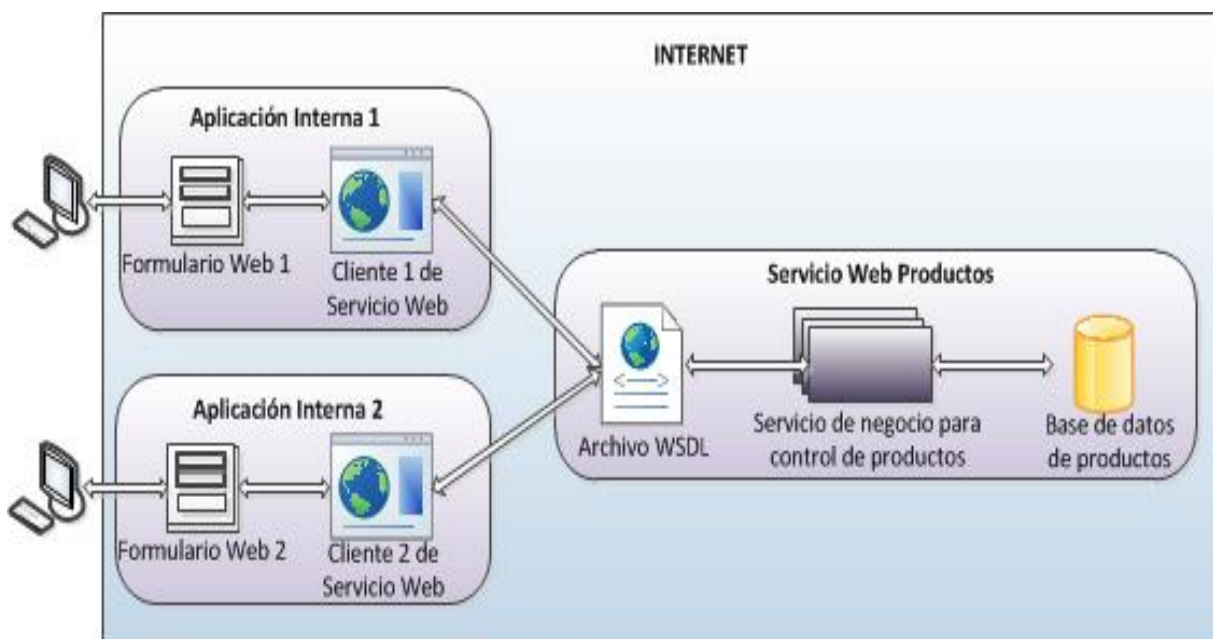 INTERNET
Aplicación Interna 1
Formulario Web 1
Cliente 1 de
Servicio Web
Servicio Web Productos
Archivo WSDL
Servicio de negocio para
control de productos
Base de datos
de productos
Aplicación Interna 2
Formulario Web 2
Cliente 2 de
Servicio Web